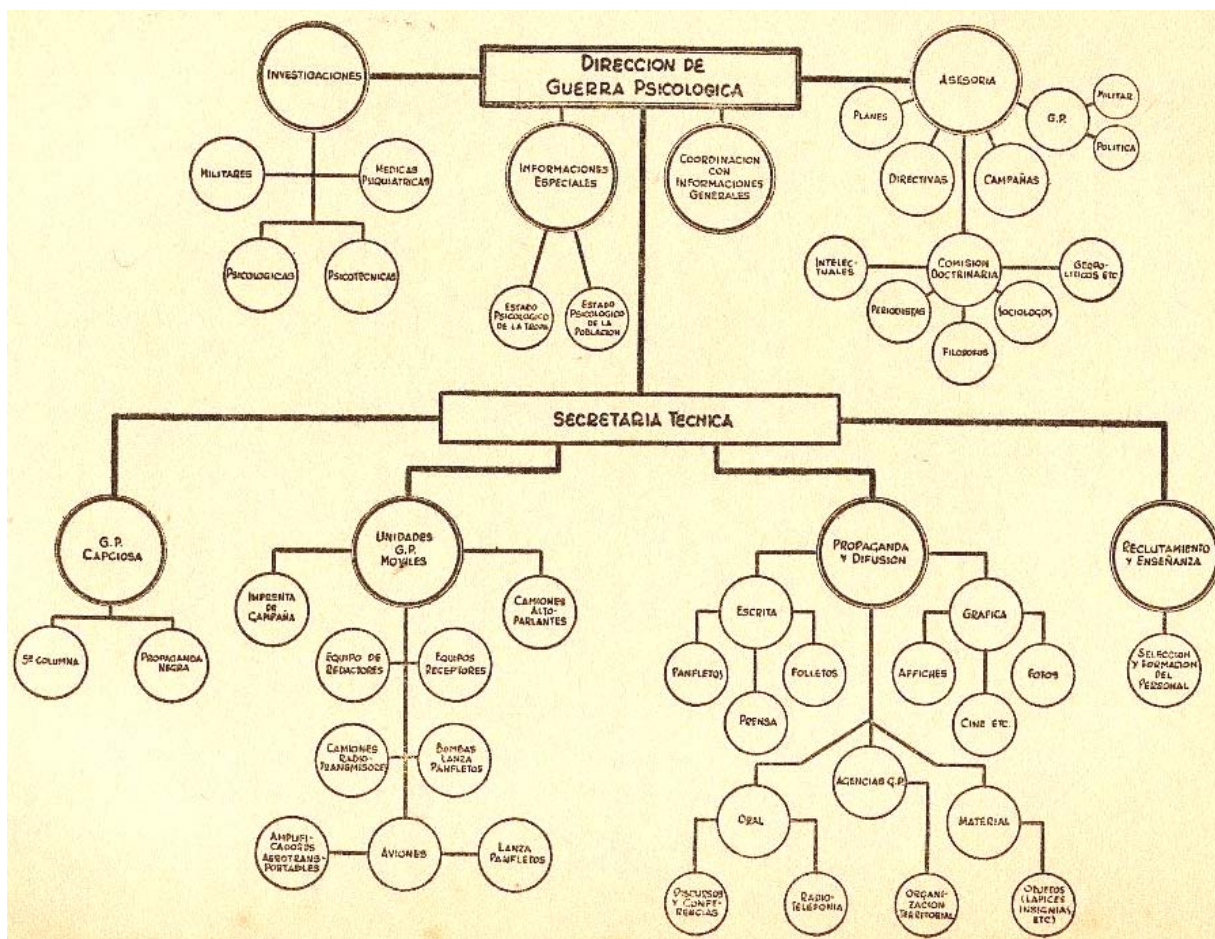 DIRECCION DE
GUERRA PSICOLOGICA
INVESTIGACIONES
MILITARES
MEDICAS
PSIQUIATRICAS
PSICOLOGICAS
PSICOTECNICAS
INFORMACIONES
ESPECIALES
ESTADO
PSICOLOGICO
DE LA TROPA
ESTADO
PSICOLOGICO
DE LA
POBLACION
COORDINACION
CON
INFORMACIONES
GENERALES
ASESORIA
PLANES
DIRECTIVAS
CAMPAÑAS
G.P.
MILITAR
POLITICA
COMISION
DOCTRINARIA
INTELEC-
TUALES
PERIODISTAS
FILOSOFOS
SOCIOLOGOS
GEOPO-
LITICOS ETC
SECRETARIA TECNICA
G.P.
CAPCIOSA
5ª COLUMNA
PROPAGANDA
NEGRA
UNIDADES
G.P.
MOVILES
IMPRENTA
DE
CAMPAÑA
CAMIONES
ALTO-
PARLANTES
EQUIPO DE
REDACTORES
EQUIPOS
RECEPTORES
CAMIONES
RADIO-
TRANSMISORES
BOMBAS
LANZA
PANFLETOS
AVIONES
AMPLIFI-
CADORES
AEROTRANS-
PORTABLES
LANZA
PANFLETOS
PROPAGANDA
Y DIFUSION
ESCRITA
PANFLETOS
PRENSA
FOLLETOS
GRAFICA
AFFICHES
CINE ETC.
FOTOS
ORAL
DISCURSOS
Y CONFE-
RENCIAS
RADIO-
TELEFONIA
AGENCIAS G.P.
ORGANI-
ZACION
TERRITORIAL
MATERIAL
OBJETOS
(LAPICES
INSIGNIAS,
ETC)
RECLUTAMIENTO
Y ENSEÑANZA
SELECCION
Y FORMACION
DEL
PERSONAL